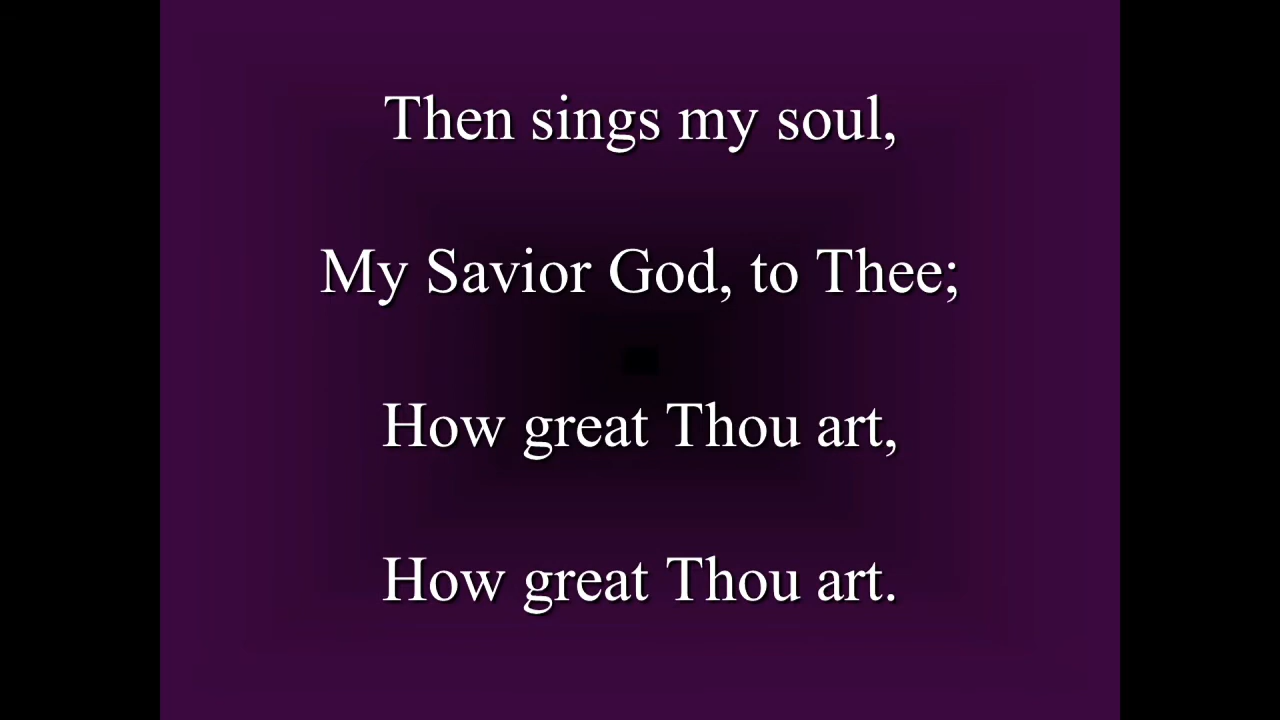 Then sings my soul,
My Savior God, to Thee;
How great Thou art,
How great Thou art.